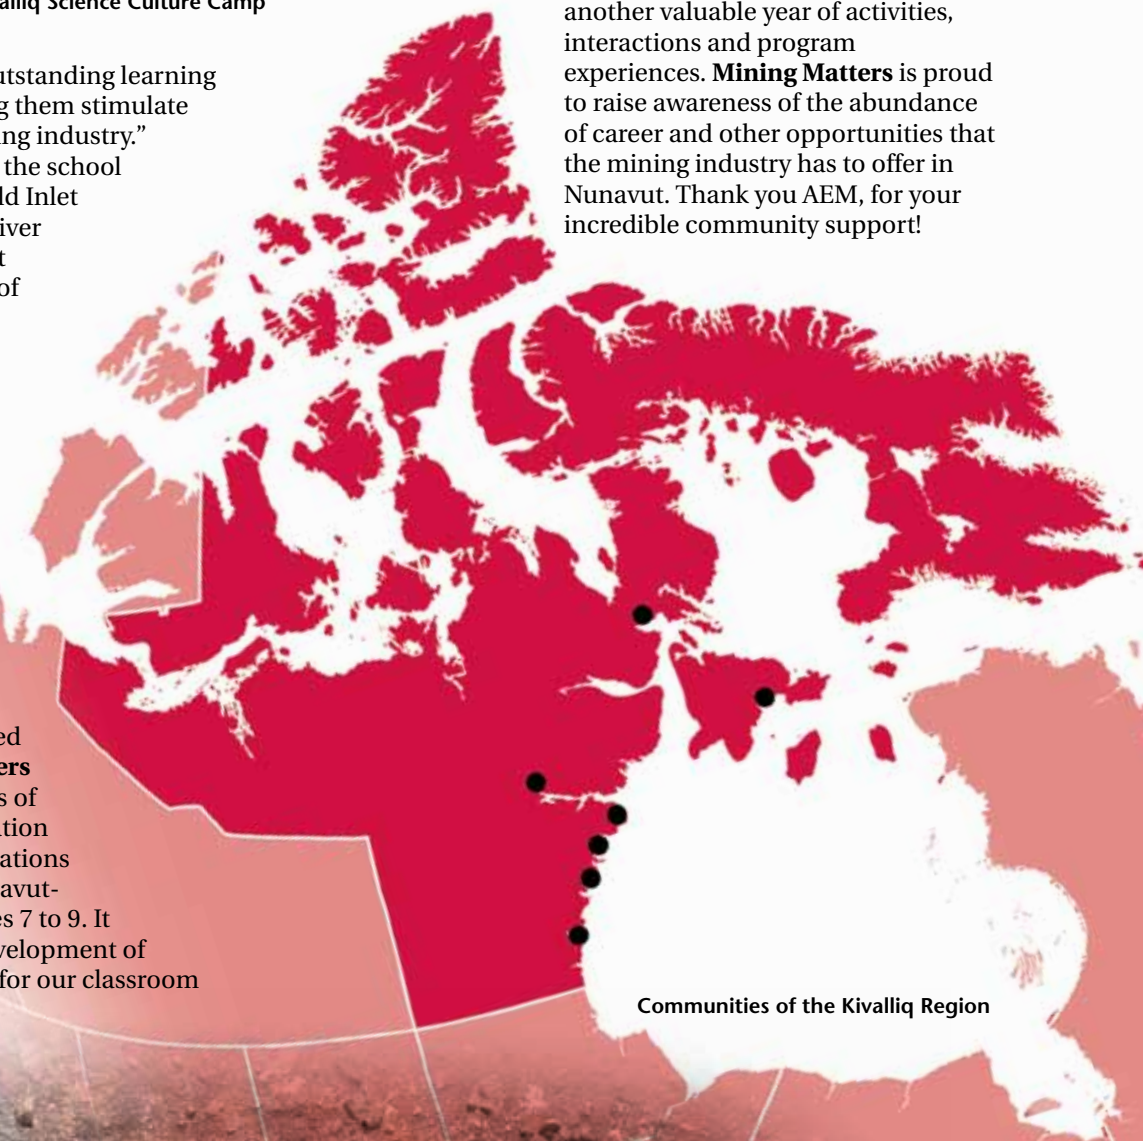 alliq Science Culture Camp
utstanding learning
g them stimulate
ing industry.”
the school
ld Inlet
iver
t
of
ed
ers
s of
ation
ations
avut-
es 7 to 9. It
velopment of
for our classroom
another valuable year of activities,
interactions and program
experiences. Mining Matters is proud
to raise awareness of the abundance
of career and other opportunities that
the mining industry has to offer in
Nunavut. Thank you AEM, for your
incredible community support!
Communities of the Kivalliq Region